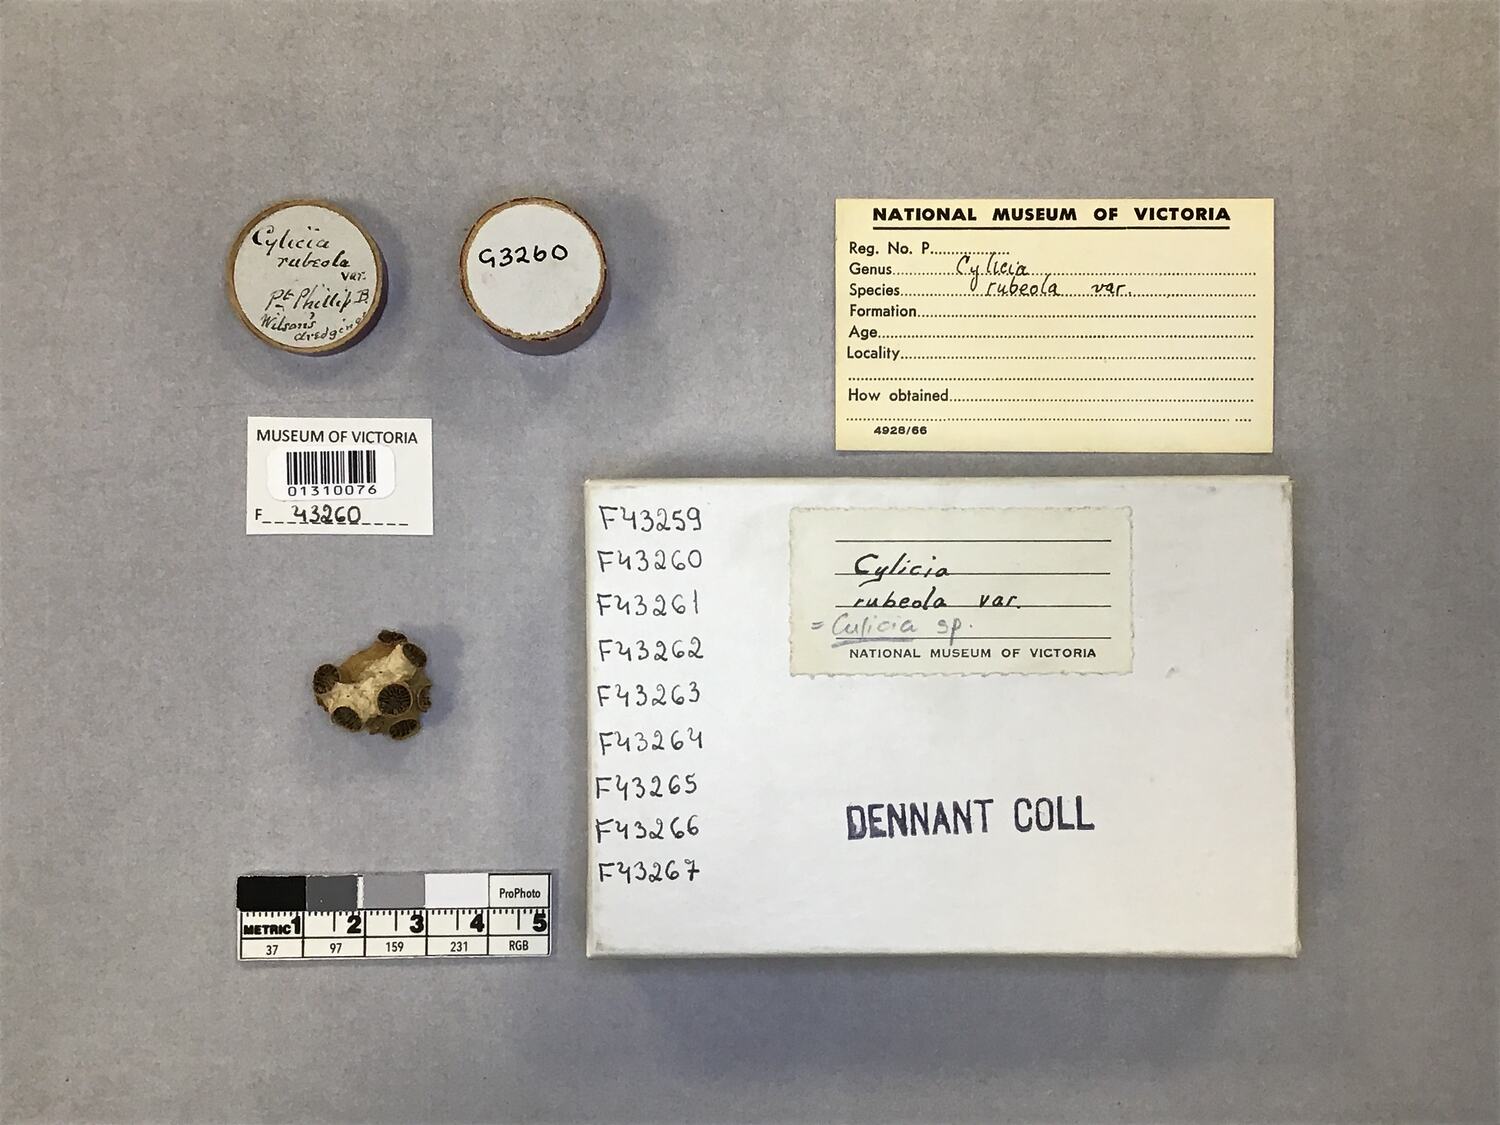 Cylicia
rubeola
var.
Pt Phillip B.
Wilson's
dredging
G3260
NATIONAL MUSEUM OF VICTORIA
Reg. No. P
Genus Cylicia
Species rubeola var.
Formation
Age
Locality
How obtained
4928/66
MUSEUM OF VICTORIA
01310076
F 43260
F43259
F43260
F43261
F43262
F43263
F43264
F43265
F43266
F43267
Cylicia
rubeola var.
= Culicia sp.
NATIONAL MUSEUM OF VICTORIA
DENNANT COLL
ProPhoto
METRIC 1 2 3 4 5
37 97 159 231 RGB